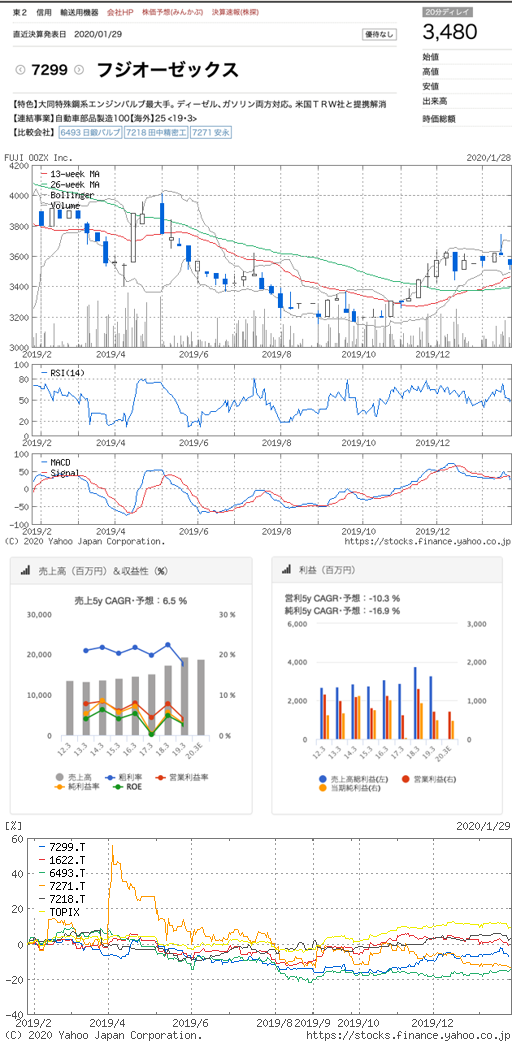 東2 信用 輸送用機器 会社HP 株価予想(みんかぶ) 決算速報(株探)
20分ディレイ
直近決算発表日 2020/01/29
優待なし
3,480
7299 フジオーゼックス
始値
高値
安値
出来高
時価総額
【特色】大同特殊鋼系エンジンバルブ最大手。ディーゼル、ガソリン両方対応。米国TRW社と提携解消
【連結事業】自動車部品製造100【海外】25 <19・3>
【比較会社】 6493 日鍛バルブ 7218 田中精密工 7271 安永
FUJI OOZX Inc.
2020/1/28
4200
4000
3800
3600
3400
3200
3000
13-week MA
26-week MA
Bollinger
Volume
2019/2 2019/4 2019/6 2019/8 2019/10 2019/12
100
50
0
RSI(14)
2019/2 2019/4 2019/6 2019/8 2019/10 2019/12
100
50
0
-50
-100
MACD
Signal
2019/2 2019/4 2019/6 2019/8 2019/10 2019/12
(C) 2020 Yahoo Japan Corporation.
https://stocks.finance.yahoo.co.jp
売上高（百万円）＆収益性（%）
売上5y CAGR・予想：6.5 %
30,000
20,000
10,000
0
30 %
20 %
10 %
0 %
12.3 13.3 14.3 15.3 16.3 17.3 18.3 19.3 20.3E
売上高 粗利率 営業利益率
純利益率 ROE
利益（百万円）
営利5y CAGR・予想：-10.3 %
純利5y CAGR・予想：-16.9 %
6,000
4,000
2,000
0
3,000
2,000
1,000
0
12.3 13.3 14.3 15.3 16.3 17.3 18.3 19.3 20.3E
売上高総利益(左) 営業利益(右)
当期純利益(右)
[%]
2020/1/29
60
40
20
0
-20
-40
7299.T
1622.T
6493.T
7271.T
7218.T
TOPIX
2019/2 2019/4 2019/6 2019/8 2019/9 2019/10 2019/12
(C) 2020 Yahoo Japan Corporation.
https://stocks.finance.yahoo.co.jp